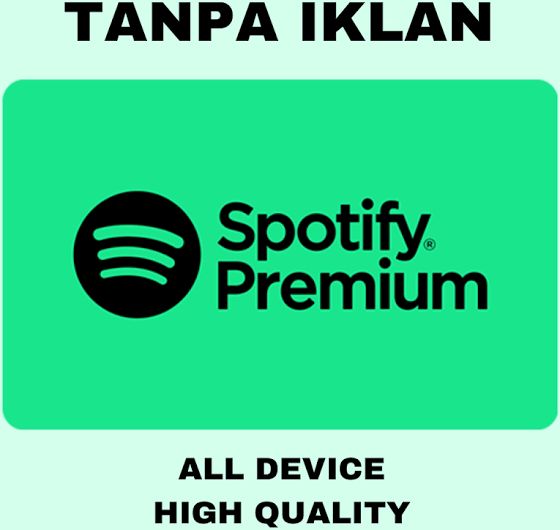 TANPA IKLAN
Spotify®
Premium
ALL DEVICE
HIGH QUALITY